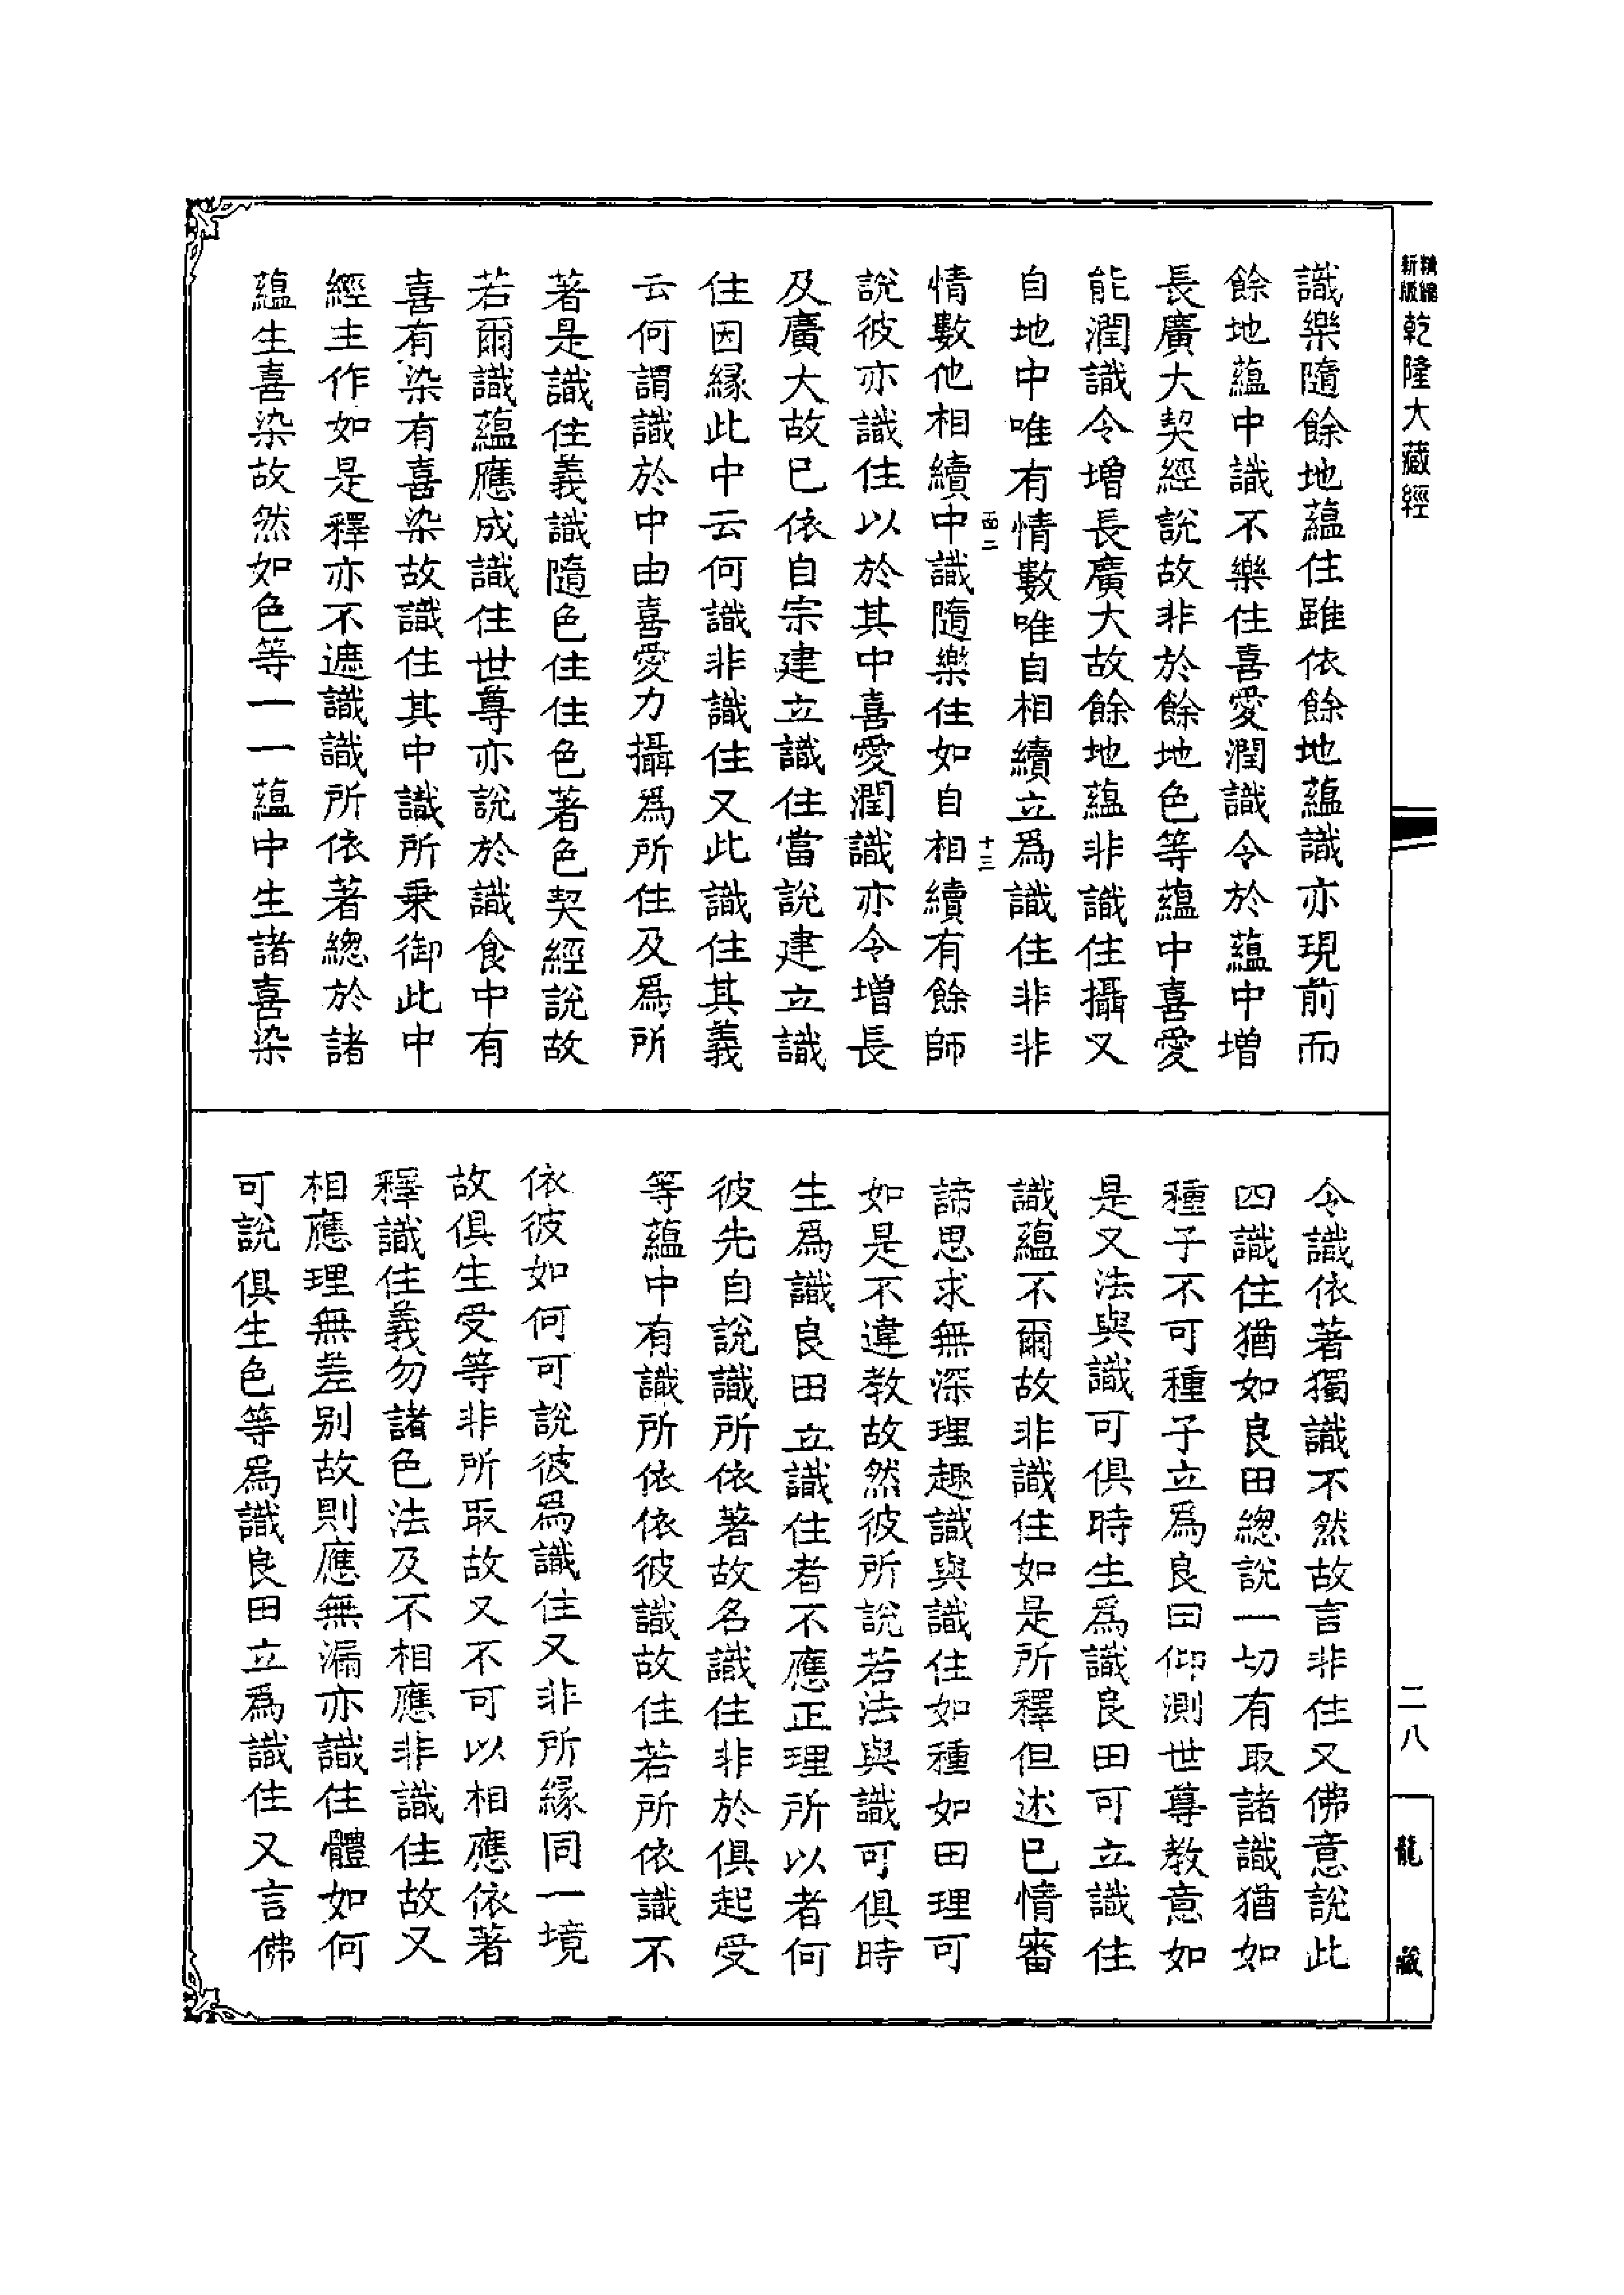 精縮新版乾隆大藏經
識樂隨餘地蘊住雖依餘地蘊識亦現前而
餘地蘊中識不樂住喜愛潤識令於蘊中增
長廣大契經說故非於餘地色等蘊中喜愛
能潤識令增長廣大故餘地蘊非識住攝又
自地中唯有情數唯自相續立爲識住非非
面二
十三
情數他相續中識隨樂住如自相續有餘師
說彼亦識住以於其中喜愛潤識亦令增長
及廣大故已依自宗建立識住當說建立識
住因緣此中云何識非識住又此識住其義
云何謂識於中由喜愛力攝爲所住及爲所
著是識住義識隨色住住色著色契經說故
若爾識蘊應成識住世尊亦說於識食中有
喜有染有喜染故識住其中識所乗御此中
經主作如是釋亦不遮識識所依著總於諸
蘊生喜染故然如色等一一蘊中生諸喜染
令識依著獨識不然故言非住又佛意說此
四識住猶如良田總說一切有取諸識猶如
種子不可種子立爲良田仰測世尊教意如
是又法與識可俱時生爲識良田可立識住
識蘊不爾故非識住如是所釋但述已情審
諦思求無深理趣識與識住如種如田理可
如是不違教故然彼所說若法與識可俱時
生爲識良田立識住者不應正理所以者何
彼先自說識所依著故名識住非於俱起受
等蘊中有識所依依彼識故住若所依識不
依彼如何可說彼爲識住又非所緣同一境
故俱生受等非所取故又不可以相應依著
釋識住義勿諸色法及不相應非識住故又
相應理無差别故則應無漏亦識住體如何
可說俱生色等爲識良田立爲識住又言佛
二八
龍藏